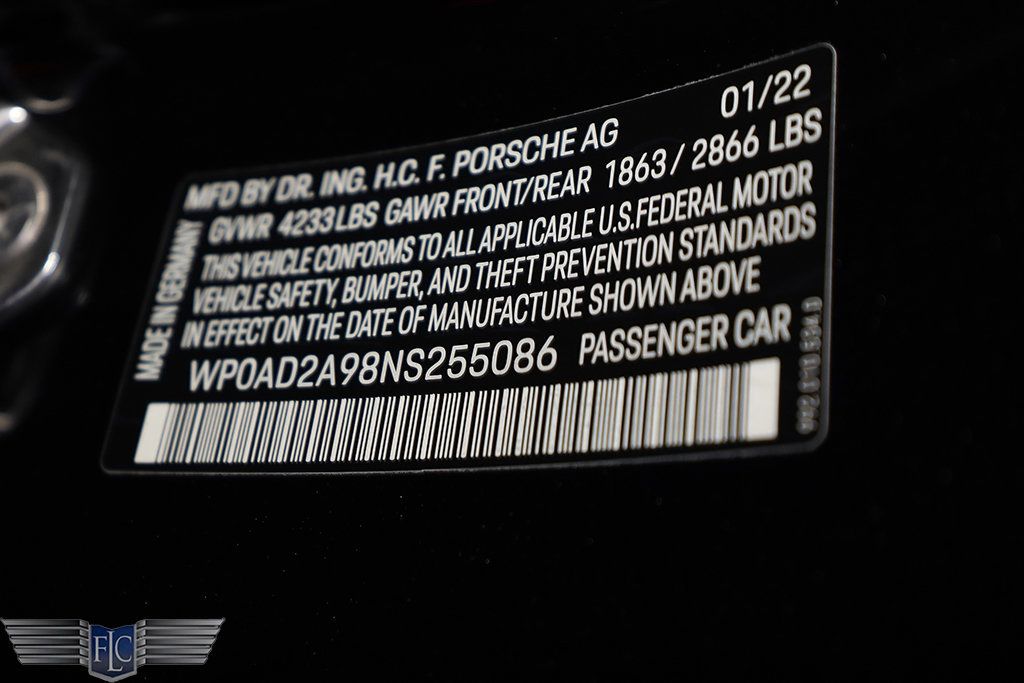 01/22
MFD BY DR. ING. H.C. F. PORSCHE AG
GVWR 4233 LBS GAWR FRONT/REAR 1863 / 2866 LBS
THIS VEHICLE CONFORMS TO ALL APPLICABLE U.S.FEDERAL MOTOR
VEHICLE SAFETY, BUMPER, AND THEFT PREVENTION STANDARDS
IN EFFECT ON THE DATE OF MANUFACTURE SHOWN ABOVE
WP0AD2A98NS255086 PASSENGER CAR
MADE IN GERMANY
FLC